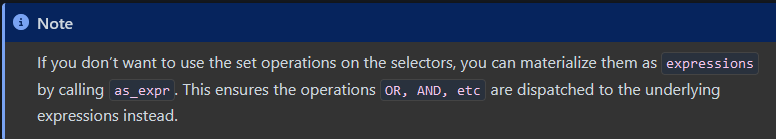 Note
If you don't want to use the set operations on the selectors, you can materialize them as expressions
by calling as_expr. This ensures the operations OR, AND, etc are dispatched to the underlying
expressions instead.